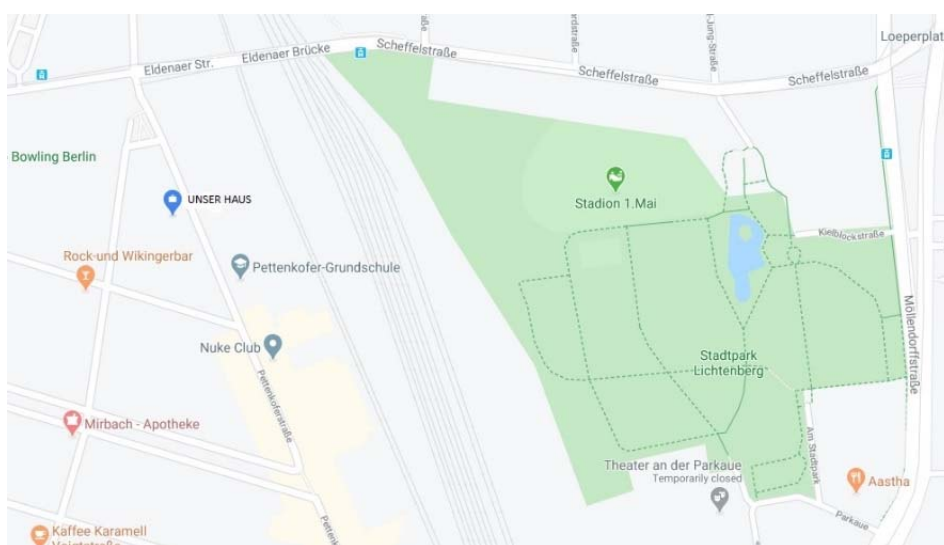 Loeperplat
Scheffelstraße
Eldenaer Brücke
Eldenaer Str.
Scheffelstraße
Scheffelstraße
Bowling Berlin
UNSER HAUS
Stadion 1.Mai
Kielblockstraße
Rock-und Wikingerbar
Pettenkofer-Grundschule
Möllendorffstraße
Nuke Club
Stadtpark
Lichtenberg
Pettenkoferstraße
Mirbach - Apotheke
Am Stadtpark
Theater an der Parkaue
Temporarily closed
Aastha
Parkaue
Kaffee Karamell